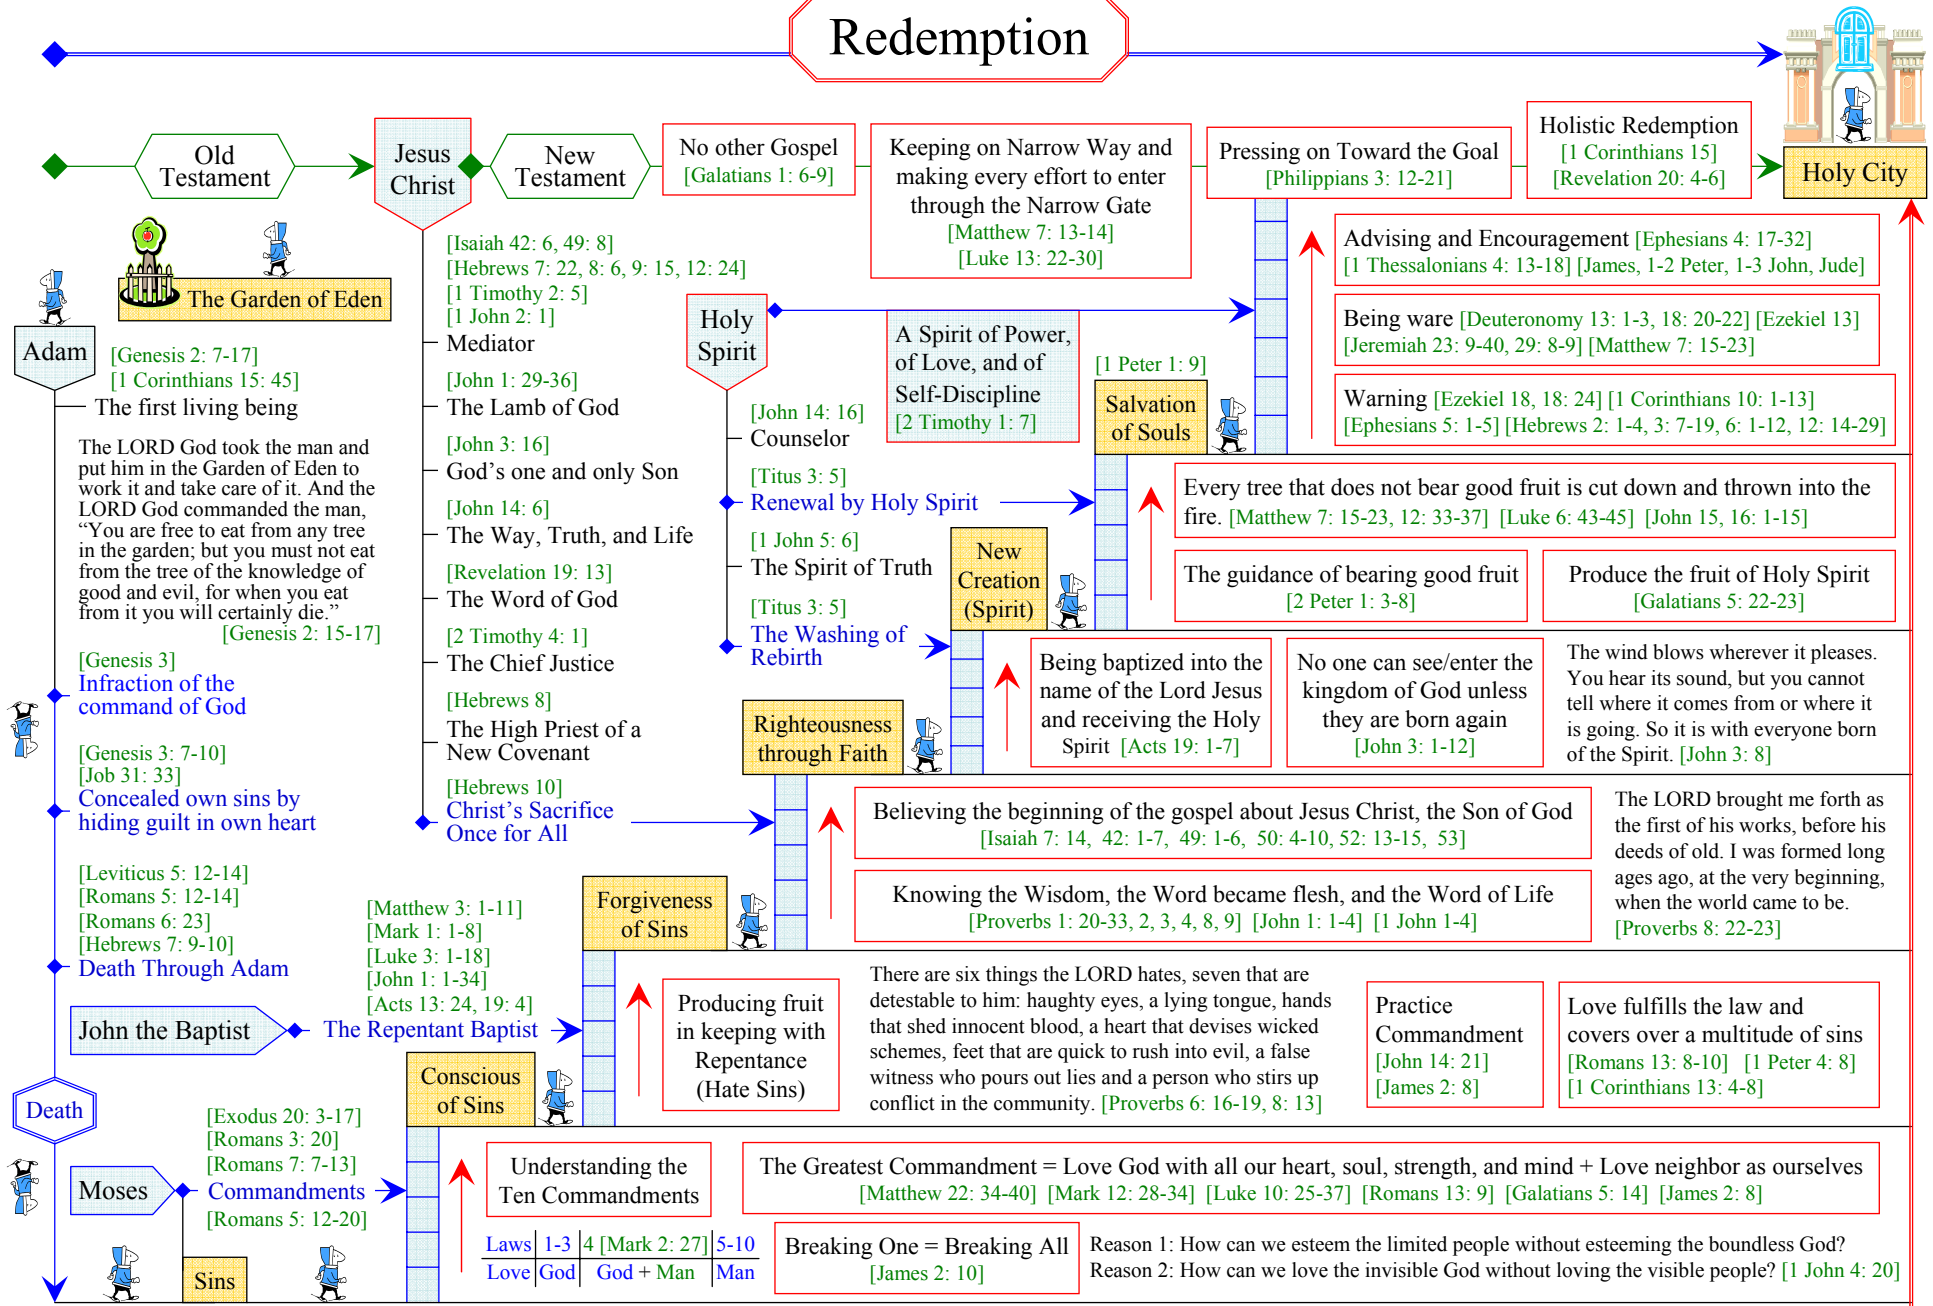 Redemption
Old
Testament
Jesus
Christ
New
Testament
No other Gospel
[Galatians 1: 6-9]
Keeping on Narrow Way and
making every effort to enter
through the Narrow Gate
[Matthew 7: 13-14]
[Luke 13: 22-30]
Pressing on Toward the Goal
[Philippians 3: 12-21]
Holistic Redemption
[1 Corinthians 15]
[Revelation 20: 4-6]
Holy City
The Garden of Eden
Adam
[Genesis 2: 7-17]
[1 Corinthians 15: 45]
The first living being
The LORD God took the man and
put him in the Garden of Eden to
work it and take care of it. And the
LORD God commanded the man,
“You are free to eat from any tree
in the garden; but you must not eat
from the tree of the knowledge of
good and evil, for when you eat
from it you will certainly die.”
[Genesis 2: 15-17]
[Genesis 3]
Infraction of the
command of God
[Genesis 3: 7-10]
[Job 31: 33]
Concealed own sins by
hiding guilt in own heart
[Leviticus 5: 12-14]
[Romans 5: 12-14]
[Romans 6: 23]
[Hebrews 7: 9-10]
Death Through Adam
Death
[Isaiah 42: 6, 49: 8]
[Hebrews 7: 22, 8: 6, 9: 15, 12: 24]
[1 Timothy 2: 5]
[1 John 2: 1]
Mediator
[John 1: 29-36]
The Lamb of God
[John 3: 16]
God’s one and only Son
[John 14: 6]
The Way, Truth, and Life
[Revelation 19: 13]
The Word of God
[2 Timothy 4: 1]
The Chief Justice
[Hebrews 8]
The High Priest of a
New Covenant
[Hebrews 10]
Christ’s Sacrifice
Once for All
Holy
Spirit
A Spirit of Power,
of Love, and of
Self-Discipline
[2 Timothy 1: 7]
[John 14: 16]
Counselor
[Titus 3: 5]
Renewal by Holy Spirit
[1 John 5: 6]
The Spirit of Truth
[Titus 3: 5]
The Washing of
Rebirth
Advising and Encouragement [Ephesians 4: 17-32]
[1 Thessalonians 4: 13-18] [James, 1-2 Peter, 1-3 John, Jude]
Being ware [Deuteronomy 13: 1-3, 18: 20-22] [Ezekiel 13]
[Jeremiah 23: 9-40, 29: 8-9] [Matthew 7: 15-23]
Warning [Ezekiel 18, 18: 24] [1 Corinthians 10: 1-13]
[Ephesians 5: 1-5] [Hebrews 2: 1-4, 3: 7-19, 6: 1-12, 12: 14-29]
[1 Peter 1: 9]
Salvation
of Souls
Every tree that does not bear good fruit is cut down and thrown into the
fire. [Matthew 7: 15-23, 12: 33-37] [Luke 6: 43-45] [John 15, 16: 1-15]
The guidance of bearing good fruit
[2 Peter 1: 3-8]
Produce the fruit of Holy Spirit
[Galatians 5: 22-23]
New
Creation
(Spirit)
Being baptized into the
name of the Lord Jesus
and receiving the Holy
Spirit [Acts 19: 1-7]
No one can see/enter the
kingdom of God unless
they are born again
[John 3: 1-12]
The wind blows wherever it pleases.
You hear its sound, but you cannot
tell where it comes from or where it
is going. So it is with everyone born
of the Spirit. [John 3: 8]
Righteousness
through Faith
Believing the beginning of the gospel about Jesus Christ, the Son of God
[Isaiah 7: 14, 42: 1-7, 49: 1-6, 50: 4-10, 52: 13-15, 53]
Knowing the Wisdom, the Word became flesh, and the Word of Life
[Proverbs 1: 20-33, 2, 3, 4, 8, 9] [John 1: 1-4] [1 John 1-4]
The LORD brought me forth as
the first of his works, before his
deeds of old. I was formed long
ages ago, at the very beginning,
when the world came to be.
[Proverbs 8: 22-23]
Forgiveness
of Sins
[Matthew 3: 1-11]
[Mark 1: 1-8]
[Luke 3: 1-18]
[John 1: 1-34]
[Acts 13: 24, 19: 4]
John the Baptist
The Repentant Baptist
Producing fruit
in keeping with
Repentance
(Hate Sins)
There are six things the LORD hates, seven that are
detestable to him: haughty eyes, a lying tongue, hands
that shed innocent blood, a heart that devises wicked
schemes, feet that are quick to rush into evil, a false
witness who pours out lies and a person who stirs up
conflict in the community. [Proverbs 6: 16-19, 8: 13]
Practice
Commandment
[John 14: 21]
[James 2: 8]
Love fulfills the law and
covers over a multitude of sins
[Romans 13: 8-10] [1 Peter 4: 8]
[1 Corinthians 13: 4-8]
Conscious
of Sins
[Exodus 20: 3-17]
[Romans 3: 20]
[Romans 7: 7-13]
Moses
Commandments
[Romans 5: 12-20]
Sins
Understanding the
Ten Commandments
The Greatest Commandment = Love God with all our heart, soul, strength, and mind + Love neighbor as ourselves
[Matthew 22: 34-40] [Mark 12: 28-34] [Luke 10: 25-37] [Romans 13: 9] [Galatians 5: 14] [James 2: 8]
Laws 1-3 4 [Mark 2: 27] 5-10
Love God God + Man Man
Breaking One = Breaking All
[James 2: 10]
Reason 1: How can we esteem the limited people without esteeming the boundless God?
Reason 2: How can we love the invisible God without loving the visible people? [1 John 4: 20]